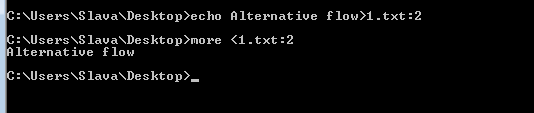 C:\Users\Slava\Desktop>echo Alternative flow>1.txt:2
C:\Users\Slava\Desktop>more <1.txt:2
Alternative flow
C:\Users\Slava\Desktop>_